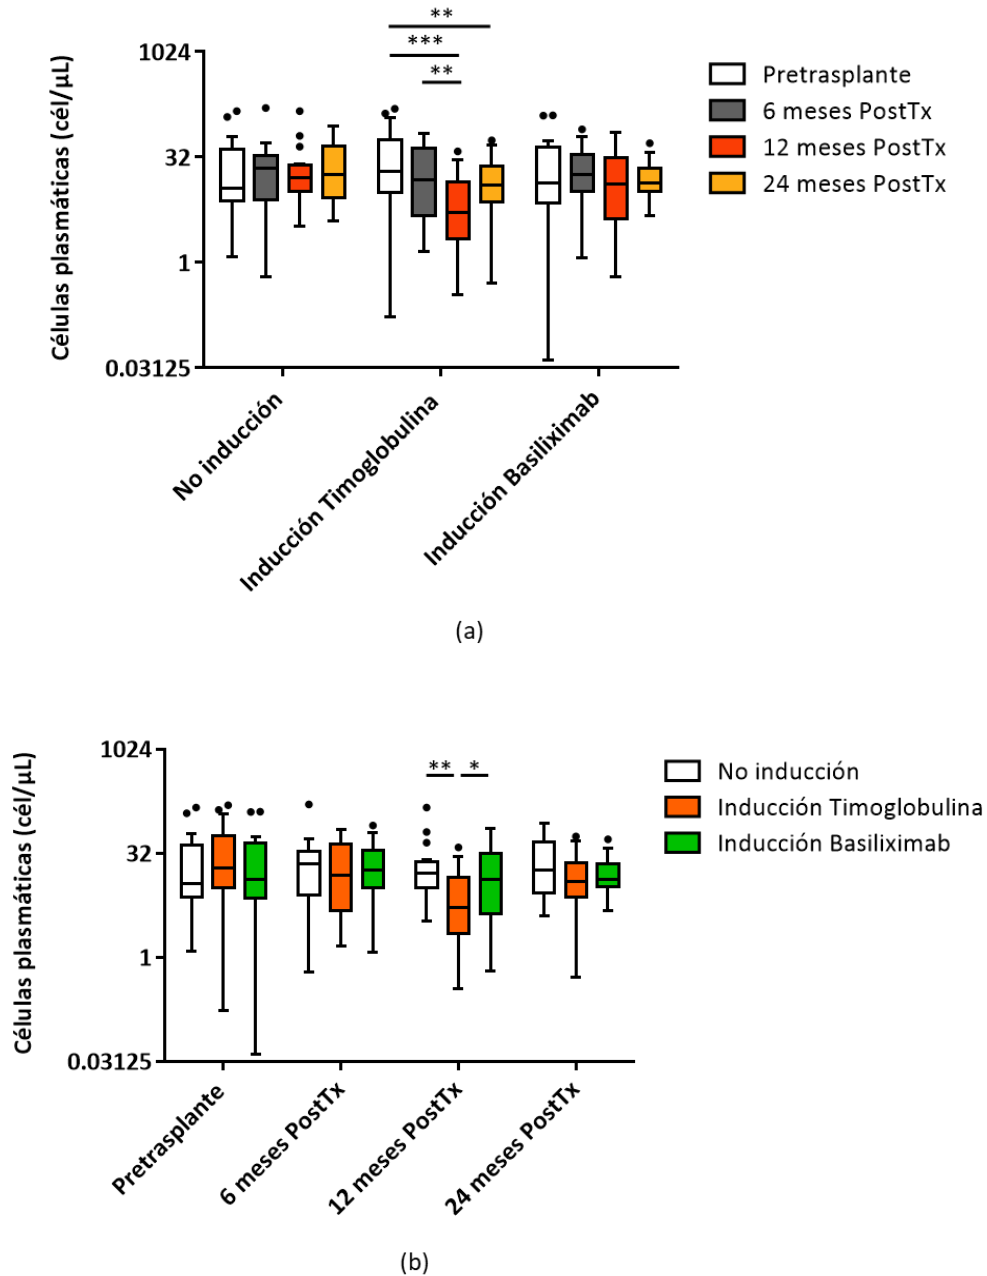 **
***
**
1024
32
1
0.03125
Células plasmáticas (cél/µL)
Pretrasplante
6 meses PostTx
12 meses PostTx
24 meses PostTx
No inducción
Inducción Timoglobulina
Inducción Basiliximab
(a)
** *
1024
32
1
0.03125
Células plasmáticas (cél/µL)
No inducción
Inducción Timoglobulina
Inducción Basiliximab
Pretrasplante
6 meses PostTx
12 meses PostTx
24 meses PostTx
(b)